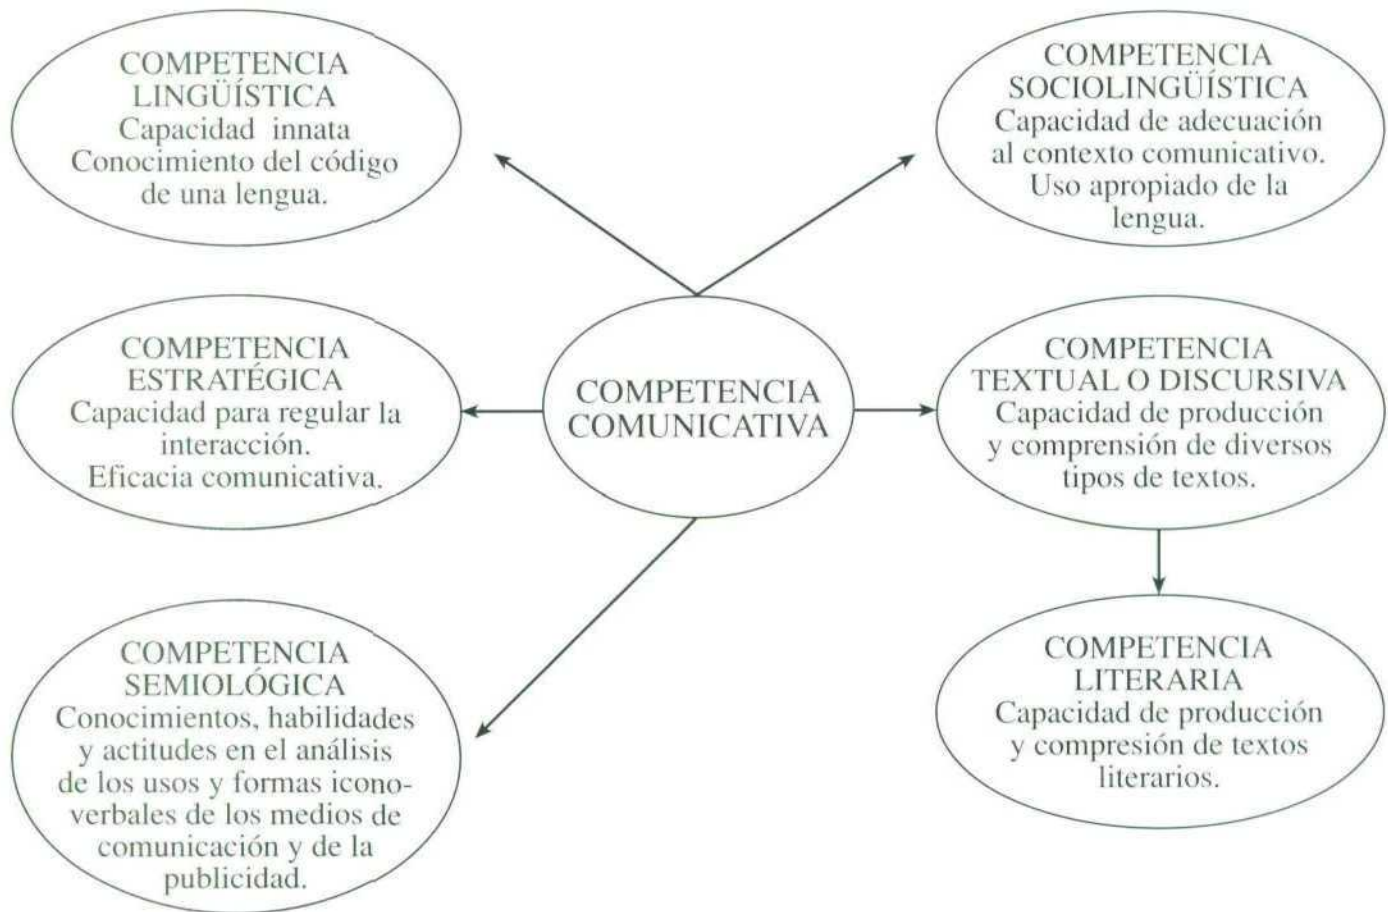 COMPETENCIA
LINGÜÍSTICA
Capacidad innata
Conocimiento del código
de una lengua.
COMPETENCIA
SOCIOLINGÜÍSTICA
Capacidad de adecuación
al contexto comunicativo.
Uso apropiado de la
lengua.
COMPETENCIA
ESTRATÉGICA
Capacidad para regular la
interacción.
Eficacia comunicativa.
COMPETENCIA
COMUNICATIVA
COMPETENCIA
TEXTUAL O DISCURSIVA
Capacidad de producción
y comprensión de diversos
tipos de textos.
COMPETENCIA
SEMIOLÓGICA
Conocimientos, habilidades
y actitudes en el análisis
de los usos y formas icono-
verbales de los medios de
comunicación y de la
publicidad.
COMPETENCIA
LITERARIA
Capacidad de producción
y compresión de textos
literarios.